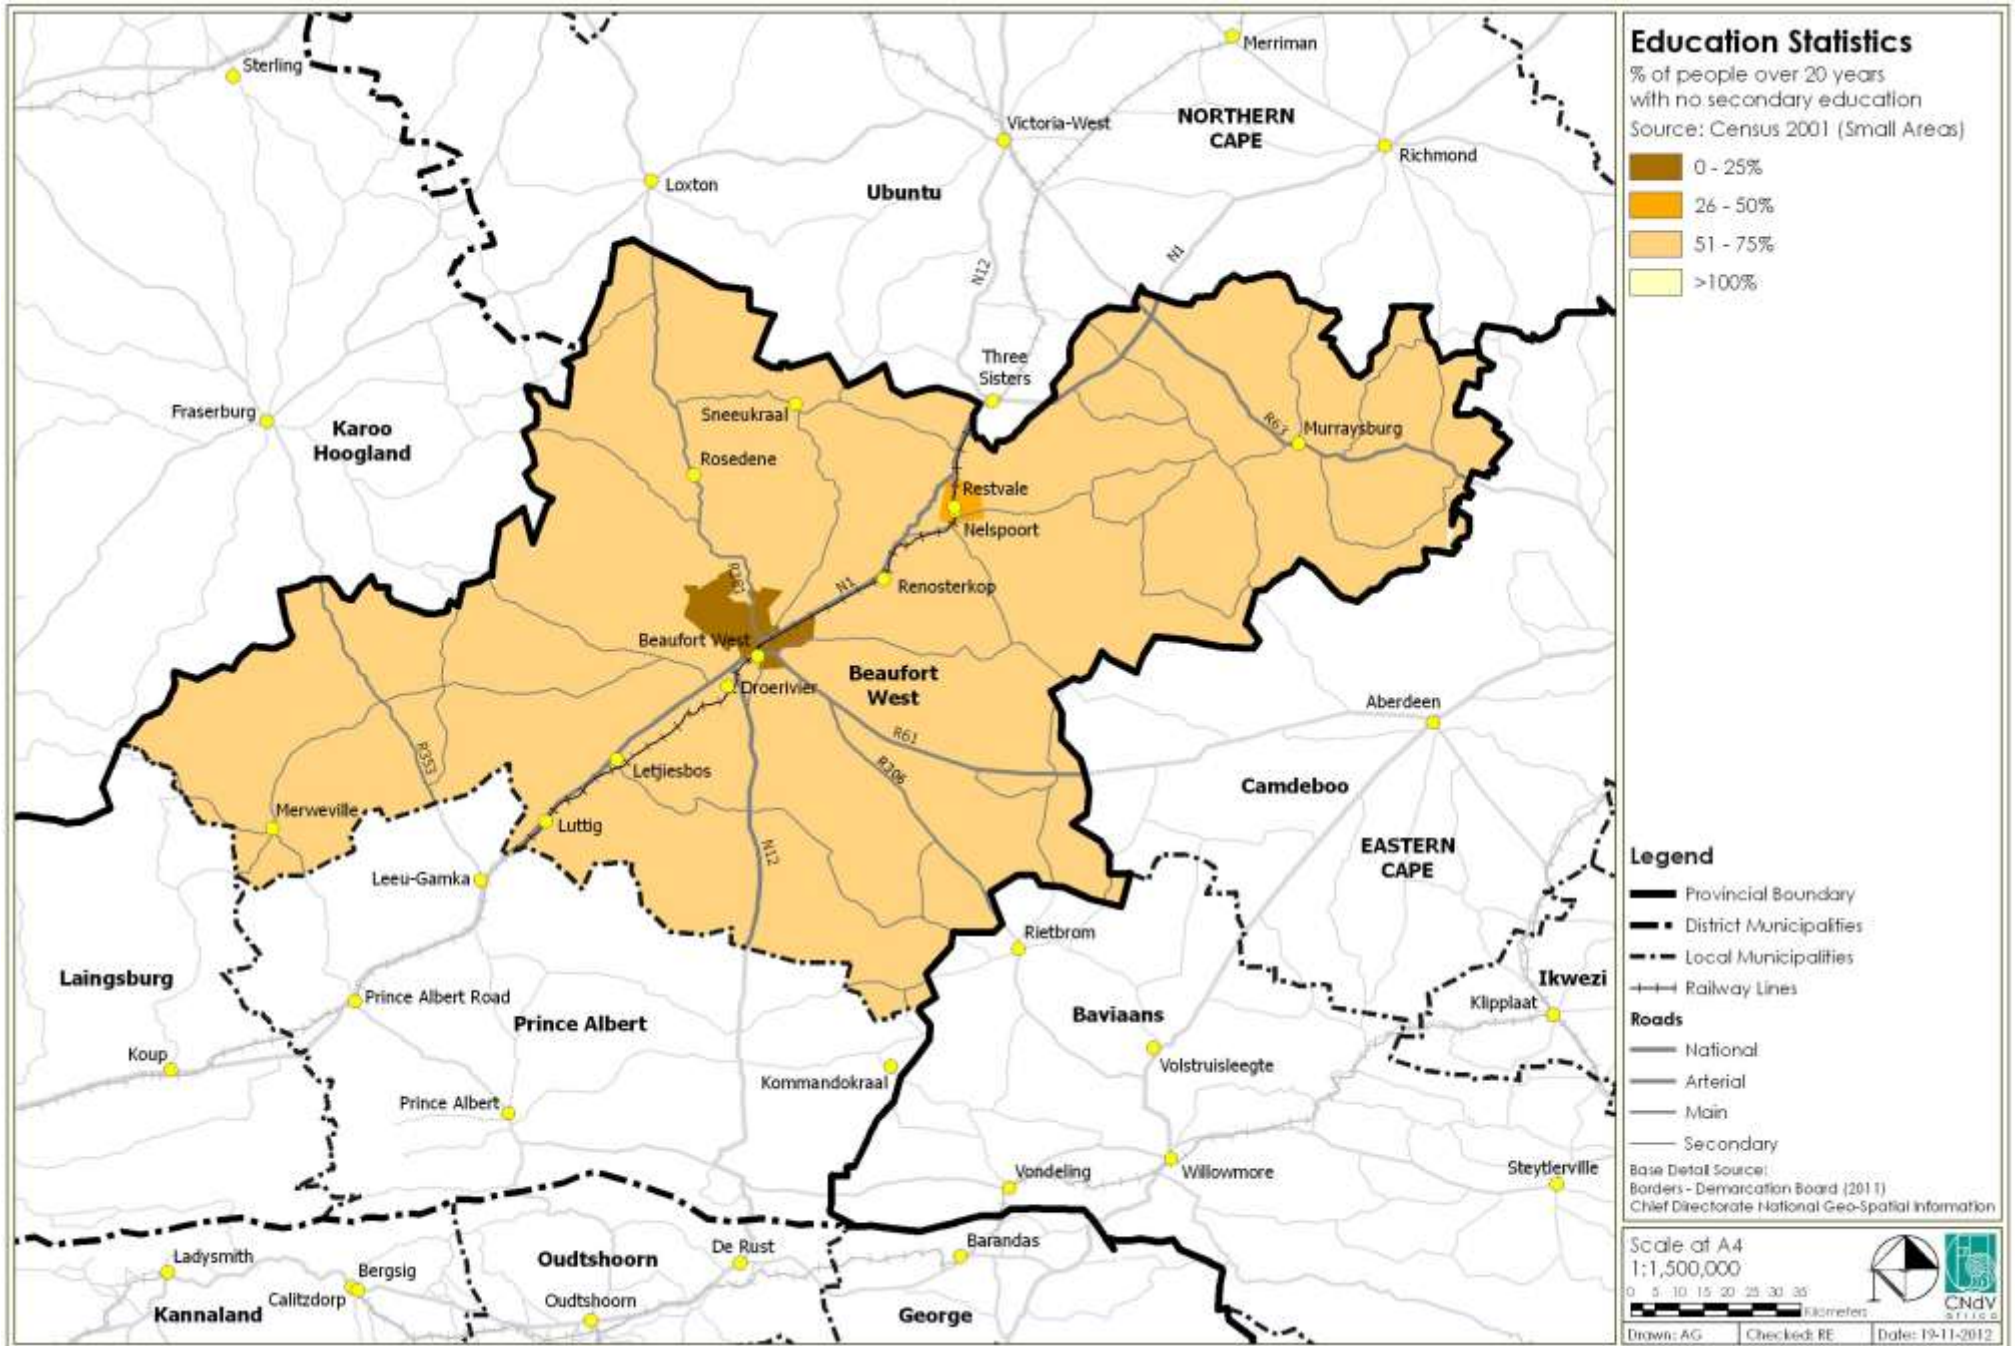 Sterling
Merriman
Victoria-West
NORTHERN
CAPE
Richmond
Loxton
Ubuntu
N1
N12
Three
Sisters
Fraserburg
Karoo
Hoogland
Sneeukraal
R63
Murraysburg
Rosedene
Restvale
Nelspoort
R381
N1
Renosterkop
Beaufort West
Beaufort
West
Droerivier
Aberdeen
R61
R353
Letjiesbos
R306
Camdeboo
Merweville
Luttig
N12
EASTERN
CAPE
Leeu-Gamka
Rietbrom
Laingsburg
Ikwezi
Prince Albert Road
Klipplaat
Prince Albert
Baviaans
Koup
Volstruisleegte
Kommandokraal
Prince Albert
Vondeling
Willowmore
Steytlerville
Ladysmith
Oudtshoorn
De Rust
Barandas
Bergsig
Calitzdorp
Oudtshoorn
Kannaland
George
Education Statistics
% of people over 20 years
with no secondary education
Source: Census 2001 (Small Areas)
0 - 25%
26 - 50%
51 - 75%
>100%
Legend
Provincial Boundary
District Municipalities
Local Municipalities
Railway Lines
Roads
National
Arterial
Main
Secondary
Base Detail Source:
Borders - Demarcation Board (2011)
Chief Directorate National Geo-Spatial Information
Scale at A4
1:1,500,000
0 5 10 15 20 25 30 35
Kilometers
N
CNdV
africa
Drawn: AG
Checked: RE
Date: 19-11-2012